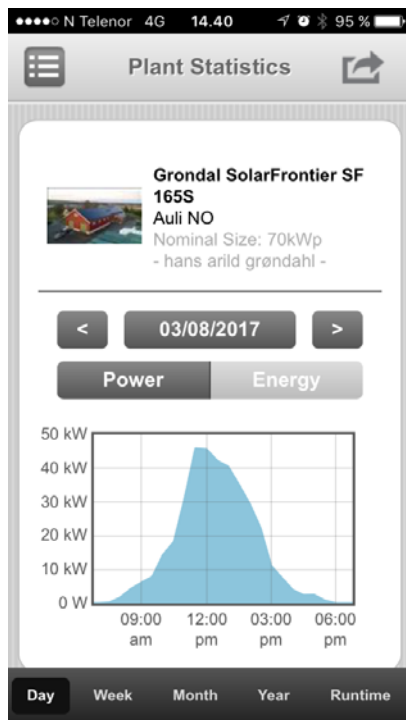 N Telenor 4G 14.40 95 %
Plant Statistics
Grondal SolarFrontier SF
165S
Auli NO
Nominal Size: 70kWp
- hans arild grøndahl -
< 03/08/2017 >
Power Energy
50 kW
40 kW
30 kW
20 kW
10 kW
0 W
09:00 12:00 03:00 06:00
am pm pm pm
Day Week Month Year Runtime